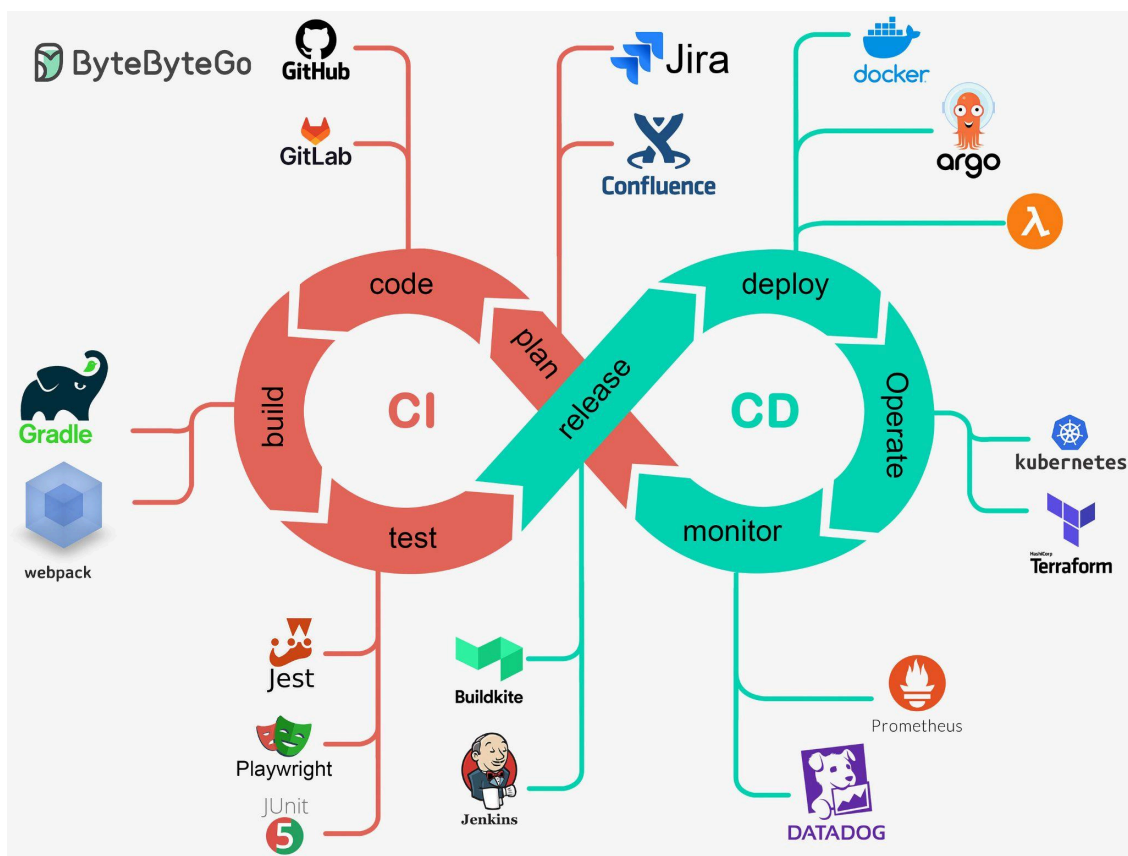 ByteByteGo
GitHub
GitLab
Jira
Confluence
docker
argo
λ
code
plan
build
test
CI
release
deploy
Operate
monitor
CD
Gradle
webpack
kubernetes
HashiCorp
Terraform
Jest
Playwright
JUnit
5
Buildkite
Jenkins
Prometheus
DATADOG